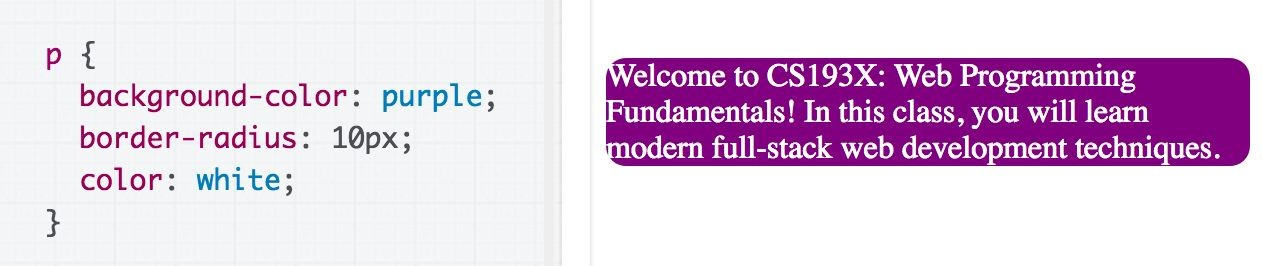 p {
background-color: purple;
border-radius: 10px;
color: white;
}
Welcome to CS193X: Web Programming
Fundamentals! In this class, you will learn
modern full-stack web development techniques.